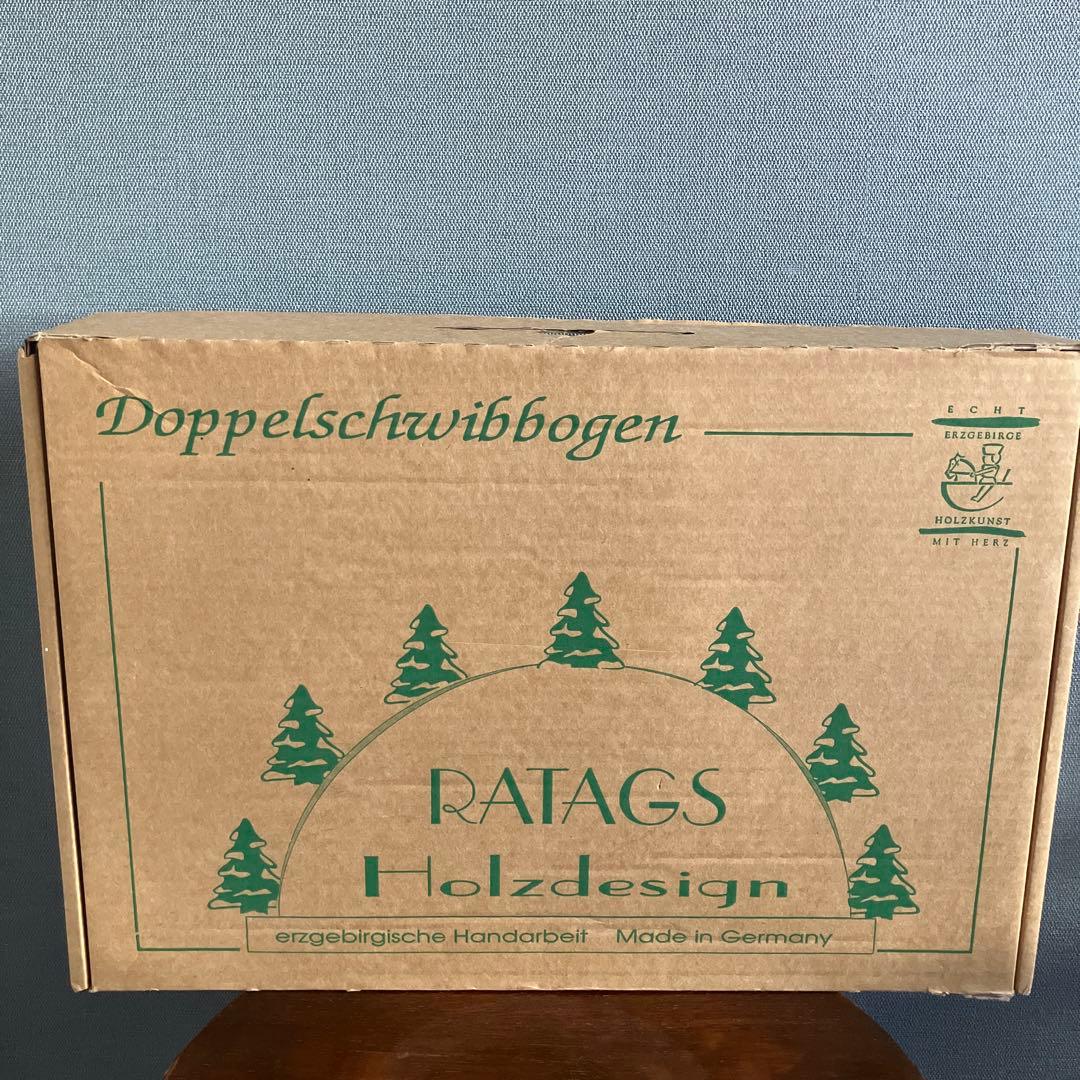 Doppelschwibbogen
ECHT
ERZGEBIRGE
HOLZKUNST
MIT HERZ
RATAGS
Holzdesign
erzgebirgische Handarbeit Made in Germany